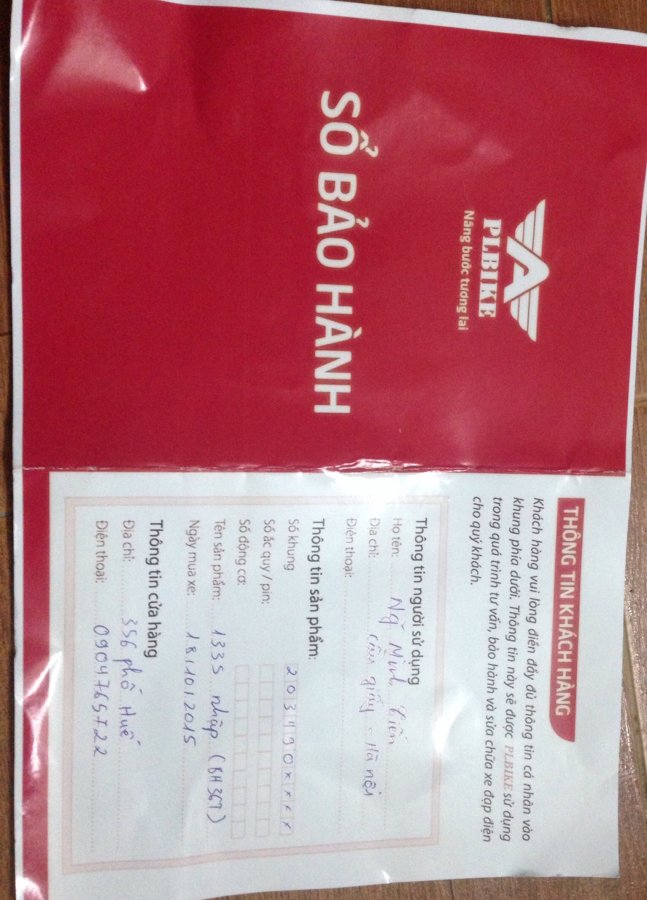 PLBIKE
Nâng bước tương lai
SỔ BẢO HÀNH
THÔNG TIN KHÁCH HÀNG
Khách hàng vui lòng điền đầy đủ thông tin cá nhân vào
khung phía dưới. Thông tin này sẽ được PLBIKE sử dụng
trong quá trình tư vấn, bảo hành và sửa chữa xe đạp điện
cho quý khách.
Thông tin người sử dụng
Họ tên: Minh
Địa chỉ: Cầu giấy - Hà nội
Điện thoại:
Thông tin sản phẩm:
Số khung 203490xxxx
Số ắc quy / pin:
Số động cơ:
Tên sản phẩm: 133S nhập (BH367)
Ngày mua xe: 18/10/2015
Thông tin cửa hàng
Địa chỉ: 356 phố Huế
Điện thoại: 0904765722